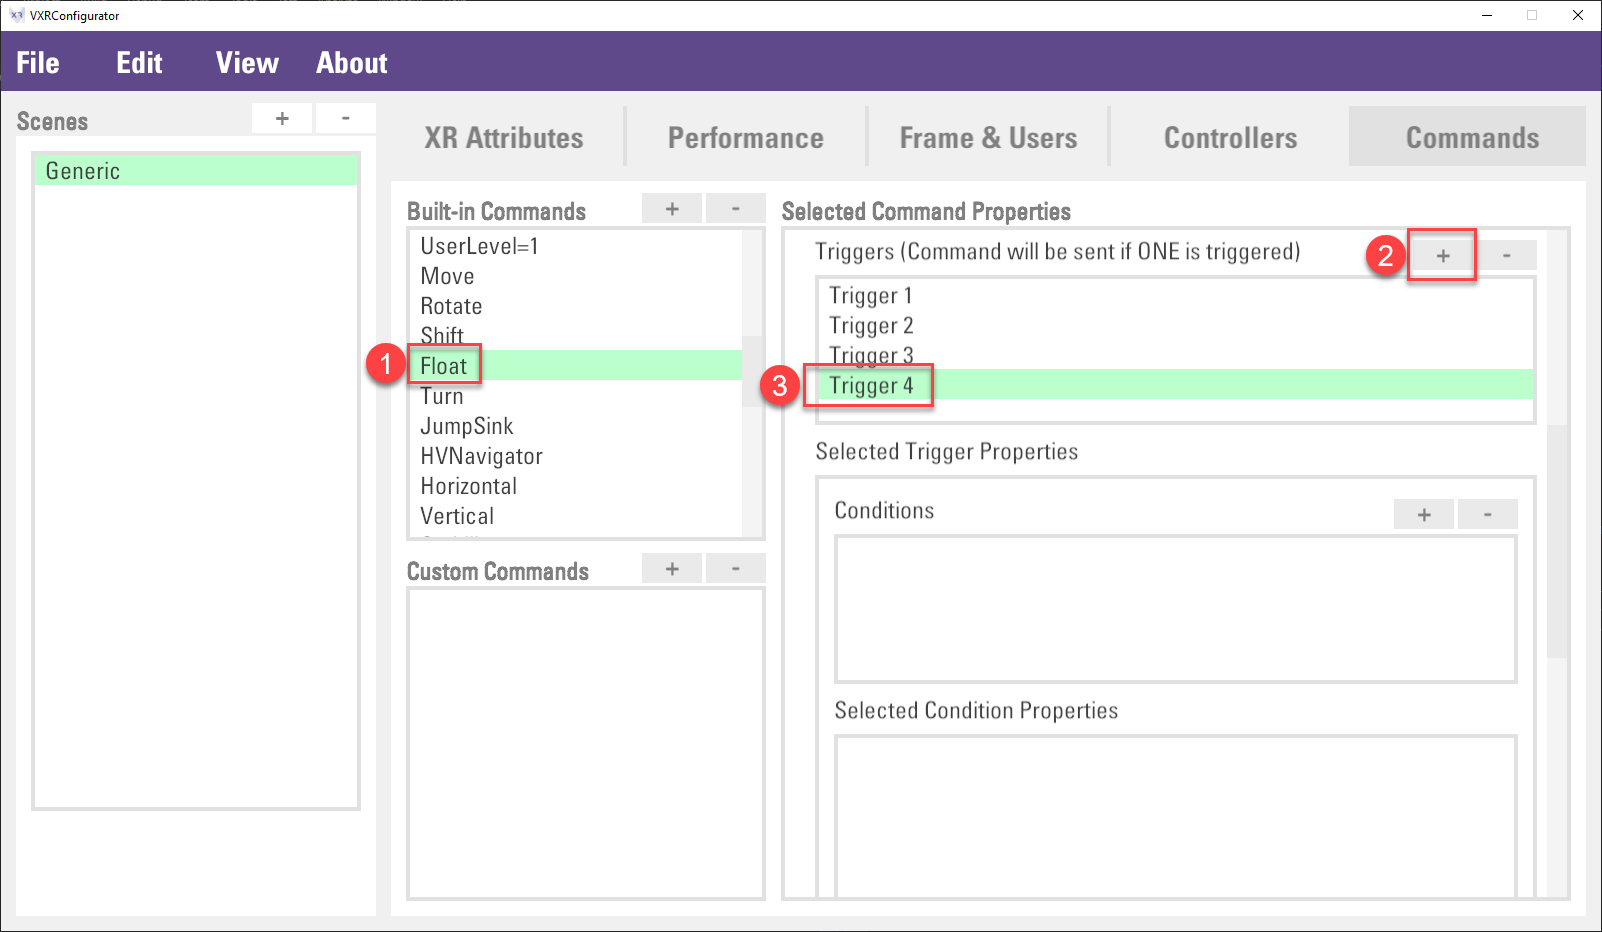 VXRConfigurator
File Edit View About
Scenes + -
Generic
XR Attributes Performance Frame & Users Controllers Commands
Built-in Commands + -
UserLevel=1
Move
Rotate
Shift
1 Float
Turn
JumpSink
HVNavigator
Horizontal
Vertical
Custom Commands + -
Selected Command Properties
Triggers (Command will be sent if ONE is triggered) 2 + -
Trigger 1
Trigger 2
Trigger 3
3 Trigger 4
Selected Trigger Properties
Conditions + -
Selected Condition Properties